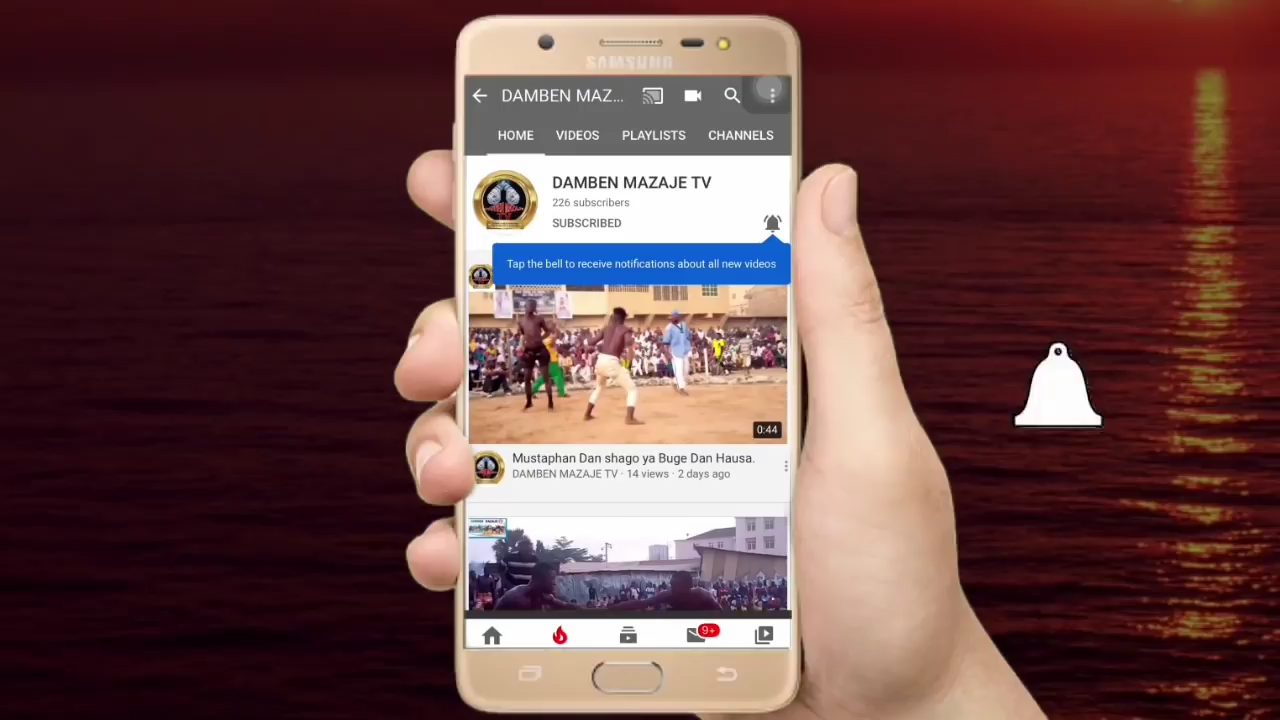 SAMSUNG
DAMBEN MAZ...
HOME VIDEOS PLAYLISTS CHANNELS
DAMBEN MAZAJE TV
226 subscribers
SUBSCRIBED
Tap the bell to receive notifications about all new videos
0:44
Mustaphan Dan shago ya Buge Dan Hausa.
DAMBEN MAZAJE TV · 14 views · 2 days ago
9+